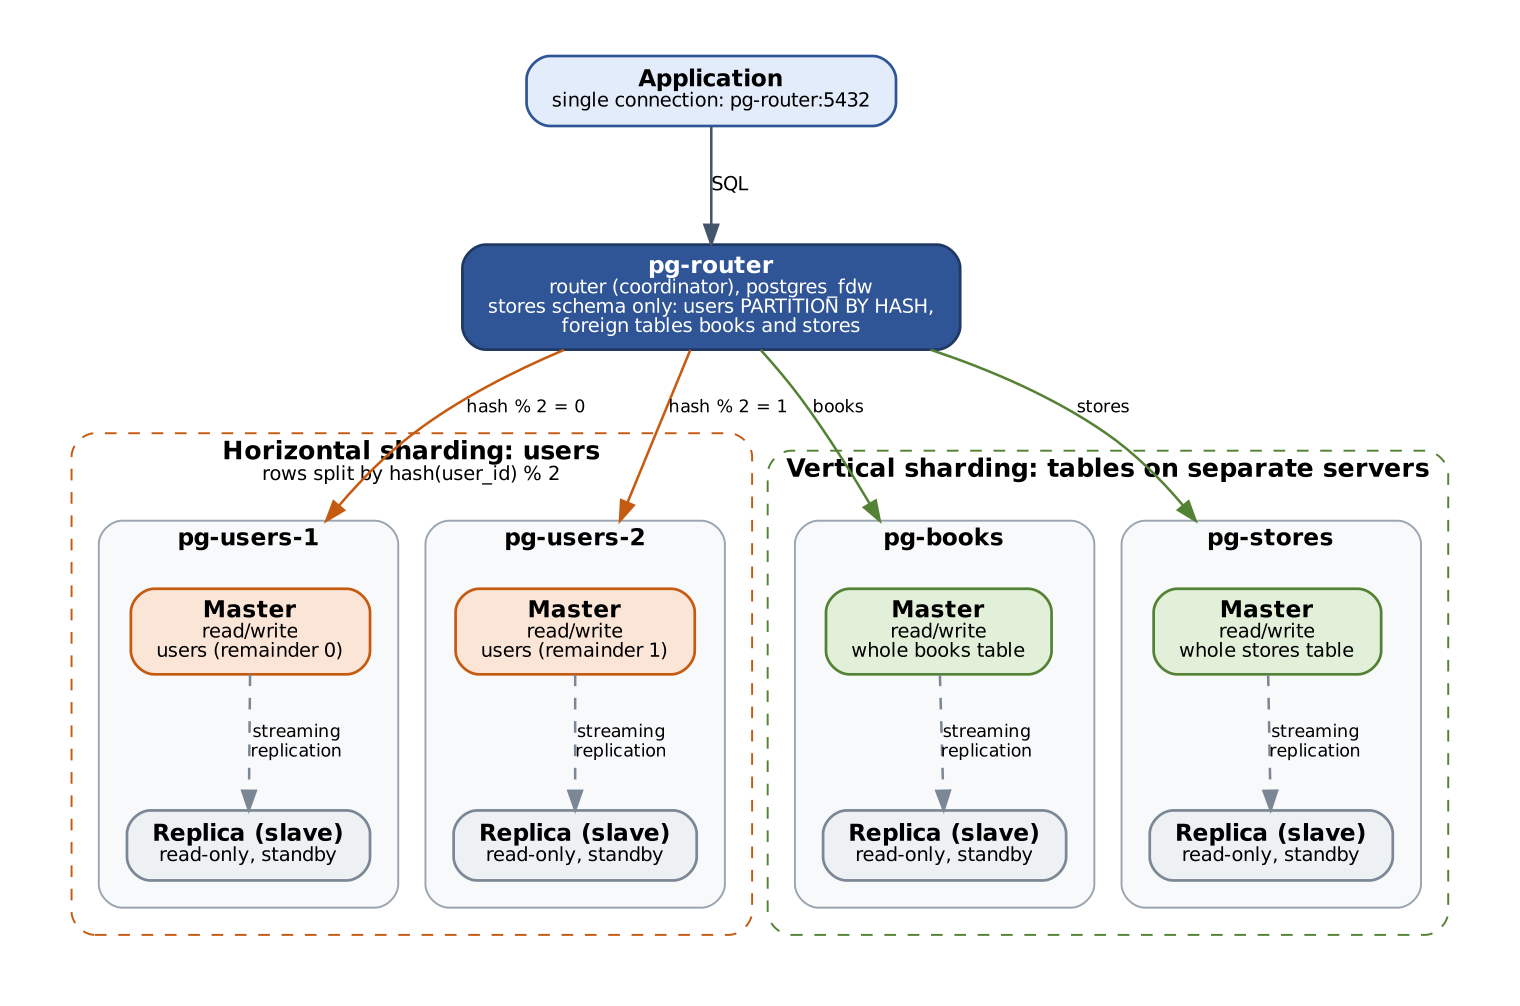 Application
single connection: pg-router:5432
SQL
pg-router
router (coordinator), postgres_fdw
stores schema only: users PARTITION BY HASH,
foreign tables books and stores
hash % 2 = 0
hash % 2 = 1
books
stores
Horizontal sharding: users
rows split by hash(user_id) % 2
Vertical sharding: tables on separate servers
pg-users-1
Master
read/write
users (remainder 0)
streaming
replication
Replica (slave)
read-only, standby
pg-users-2
Master
read/write
users (remainder 1)
streaming
replication
Replica (slave)
read-only, standby
pg-books
Master
read/write
whole books table
streaming
replication
Replica (slave)
read-only, standby
pg-stores
Master
read/write
whole stores table
streaming
replication
Replica (slave)
read-only, standby